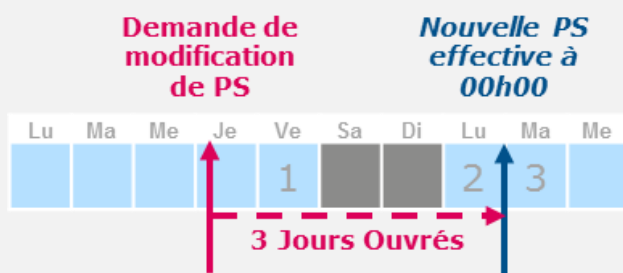 Demande de
modification
de PS
Nouvelle PS
effective à
00h00
Lu Ma Me Je Ve Sa Di Lu Ma Me
1 2 3
3 Jours Ouvrés